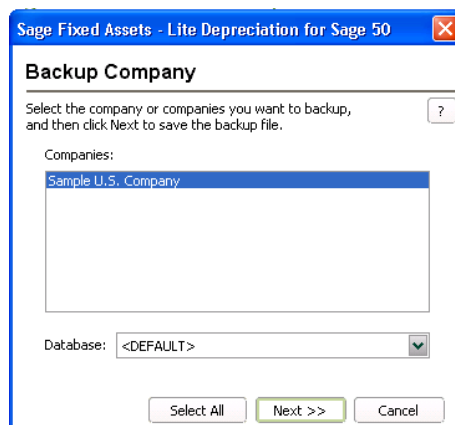 Sage Fixed Assets - Lite Depreciation for Sage 50
Backup Company
Select the company or companies you want to backup,
and then click Next to save the backup file.
?
Companies:
Sample U.S. Company
Database: <DEFAULT>
Select All Next >> Cancel